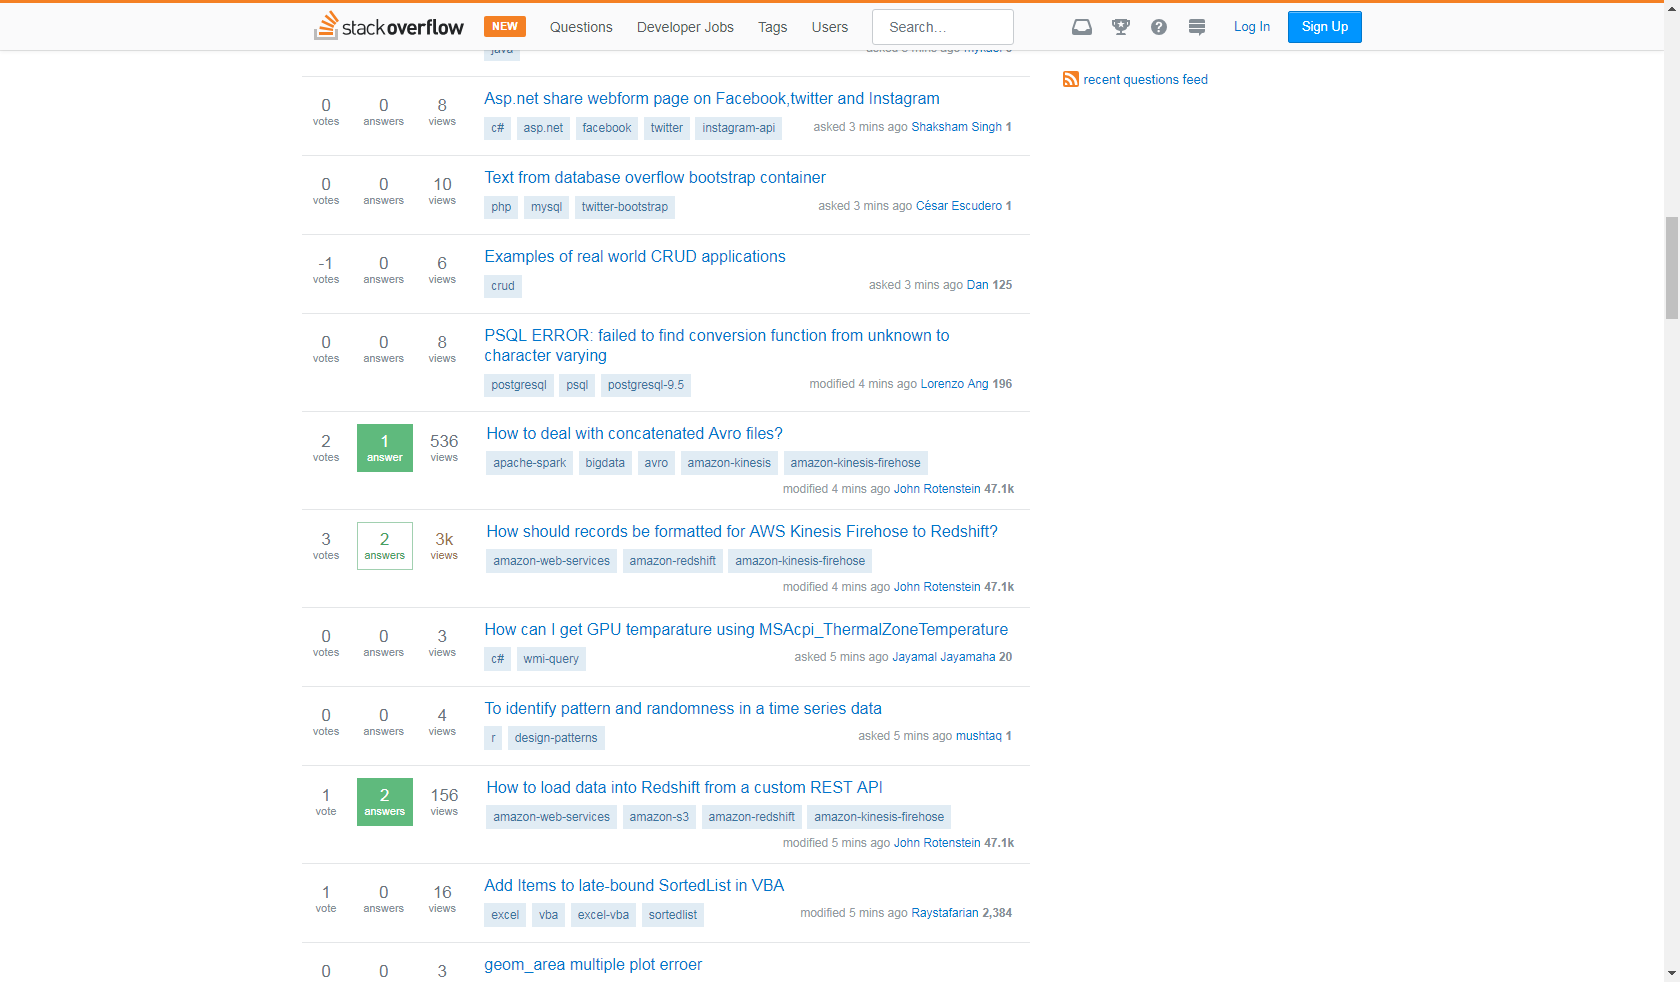 stackoverflow NEW Questions Developer Jobs Tags Users Search... Log In Sign Up
java
recent questions feed
0 0 8 Asp.net share webform page on Facebook,twitter and Instagram
votes answers views
c# asp.net facebook twitter instagram-api asked 3 mins ago Shaksham Singh 1
0 0 10 Text from database overflow bootstrap container
votes answers views
php mysql twitter-bootstrap asked 3 mins ago César Escudero 1
-1 0 6 Examples of real world CRUD applications
votes answers views
crud asked 3 mins ago Dan 125
0 0 8 PSQL ERROR: failed to find conversion function from unknown to
votes answers views character varying
postgresql psql postgresql-9.5 modified 4 mins ago Lorenzo Ang 196
2 1 536 How to deal with concatenated Avro files?
votes answer views
apache-spark bigdata avro amazon-kinesis amazon-kinesis-firehose
modified 4 mins ago John Rotenstein 47.1k
3 2 3k How should records be formatted for AWS Kinesis Firehose to Redshift?
votes answers views
amazon-web-services amazon-redshift amazon-kinesis-firehose
modified 4 mins ago John Rotenstein 47.1k
0 0 3 How can I get GPU temparature using MSAcpi_ThermalZoneTemperature
votes answers views
c# wmi-query asked 5 mins ago Jayamal Jayamaha 20
0 0 4 To identify pattern and randomness in a time series data
votes answers views
r design-patterns asked 5 mins ago mushtaq 1
1 2 156 How to load data into Redshift from a custom REST API
vote answers views
amazon-web-services amazon-s3 amazon-redshift amazon-kinesis-firehose
modified 5 mins ago John Rotenstein 47.1k
1 0 16 Add Items to late-bound SortedList in VBA
vote answers views
excel vba excel-vba sortedlist modified 5 mins ago Raystafarian 2,384
0 0 3 geom_area multiple plot erroer